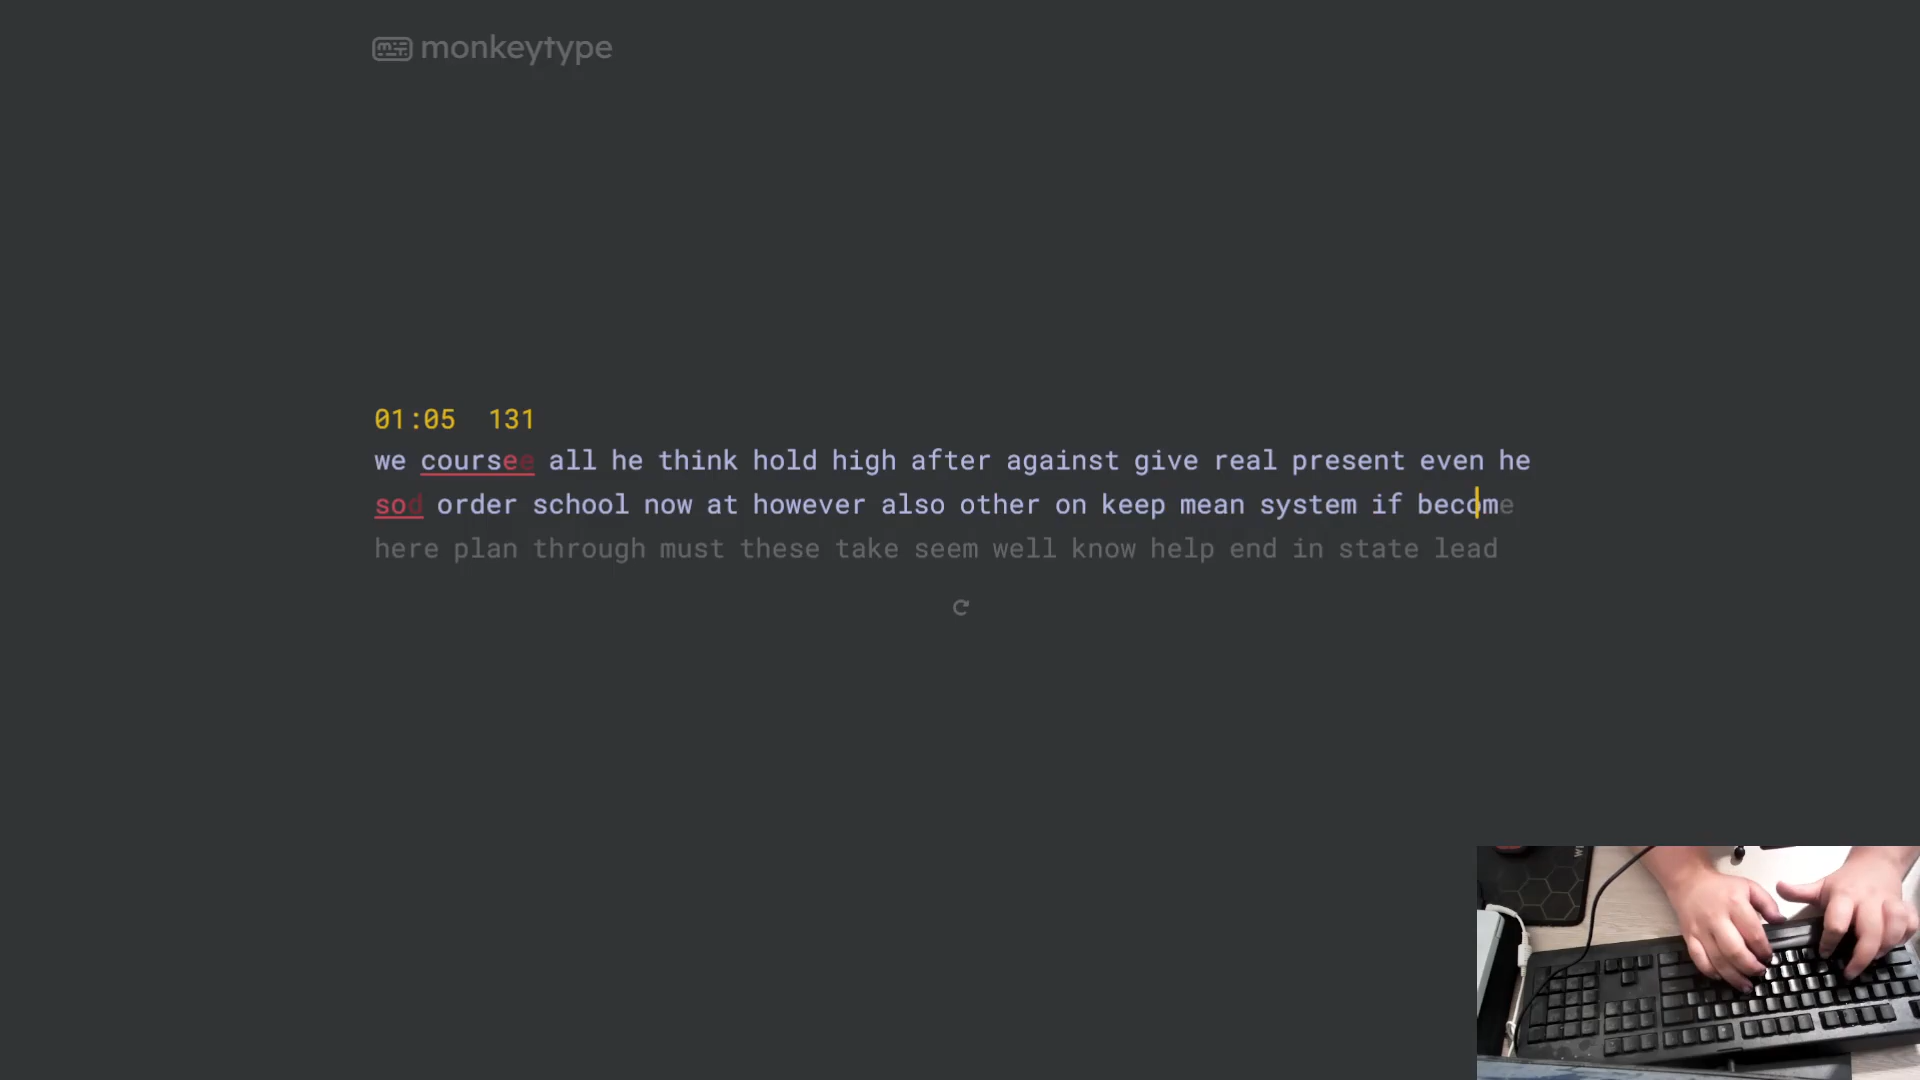 monkeytype
01:05 131
we coursee all he think hold high after against give real present even he
sod order school now at however also other on keep mean system if become
here plan through must these take seem well know help end in state lead